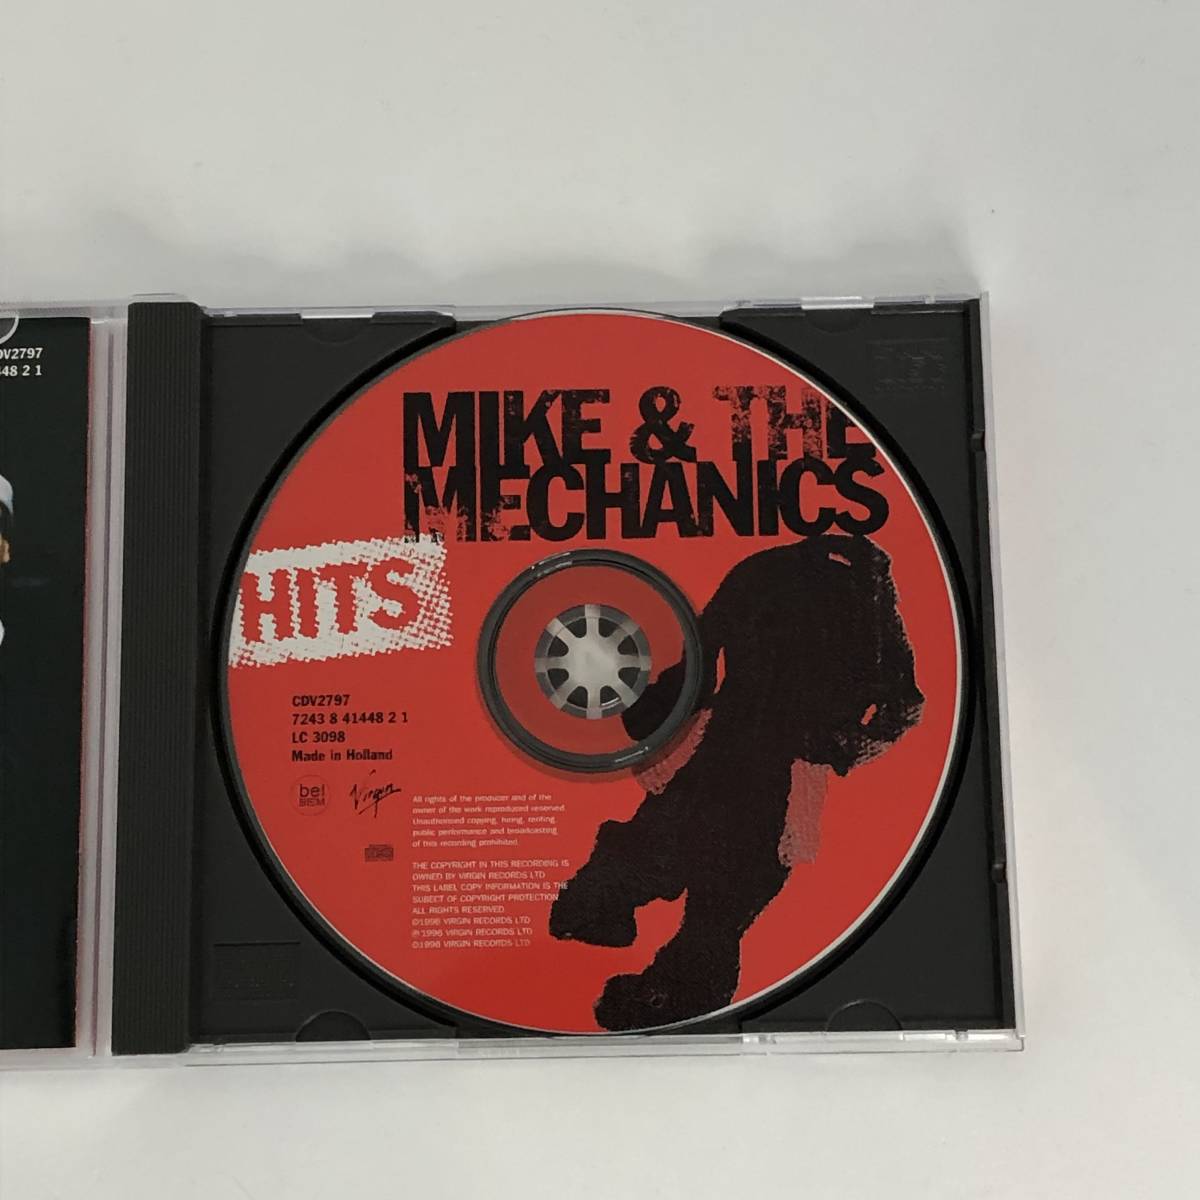 DV2797
448 2 1
MIKE & THE
MECHANICS
HITS
CDV2797
7243 8 41448 2 1
LC 3098
Made in Holland
bel
BIEM
Virgin
All rights of the producer and of the
owner of the work reproduced reserved.
Unauthorised copying, hiring, renting,
public performance and broadcasting
of this recording prohibited.
THE COPYRIGHT IN THIS RECORDING IS
OWNED BY VIRGIN RECORDS LTD
THIS LABEL COPY INFORMATION IS THE
SUBECT OF COPYRIGHT PROTECTION
ALL RIGHTS RESERVED
©1996 VIRGIN RECORDS LTD
℗1996 VIRGIN RECORDS LTD
©1996 VIRGIN RECORDS LTD